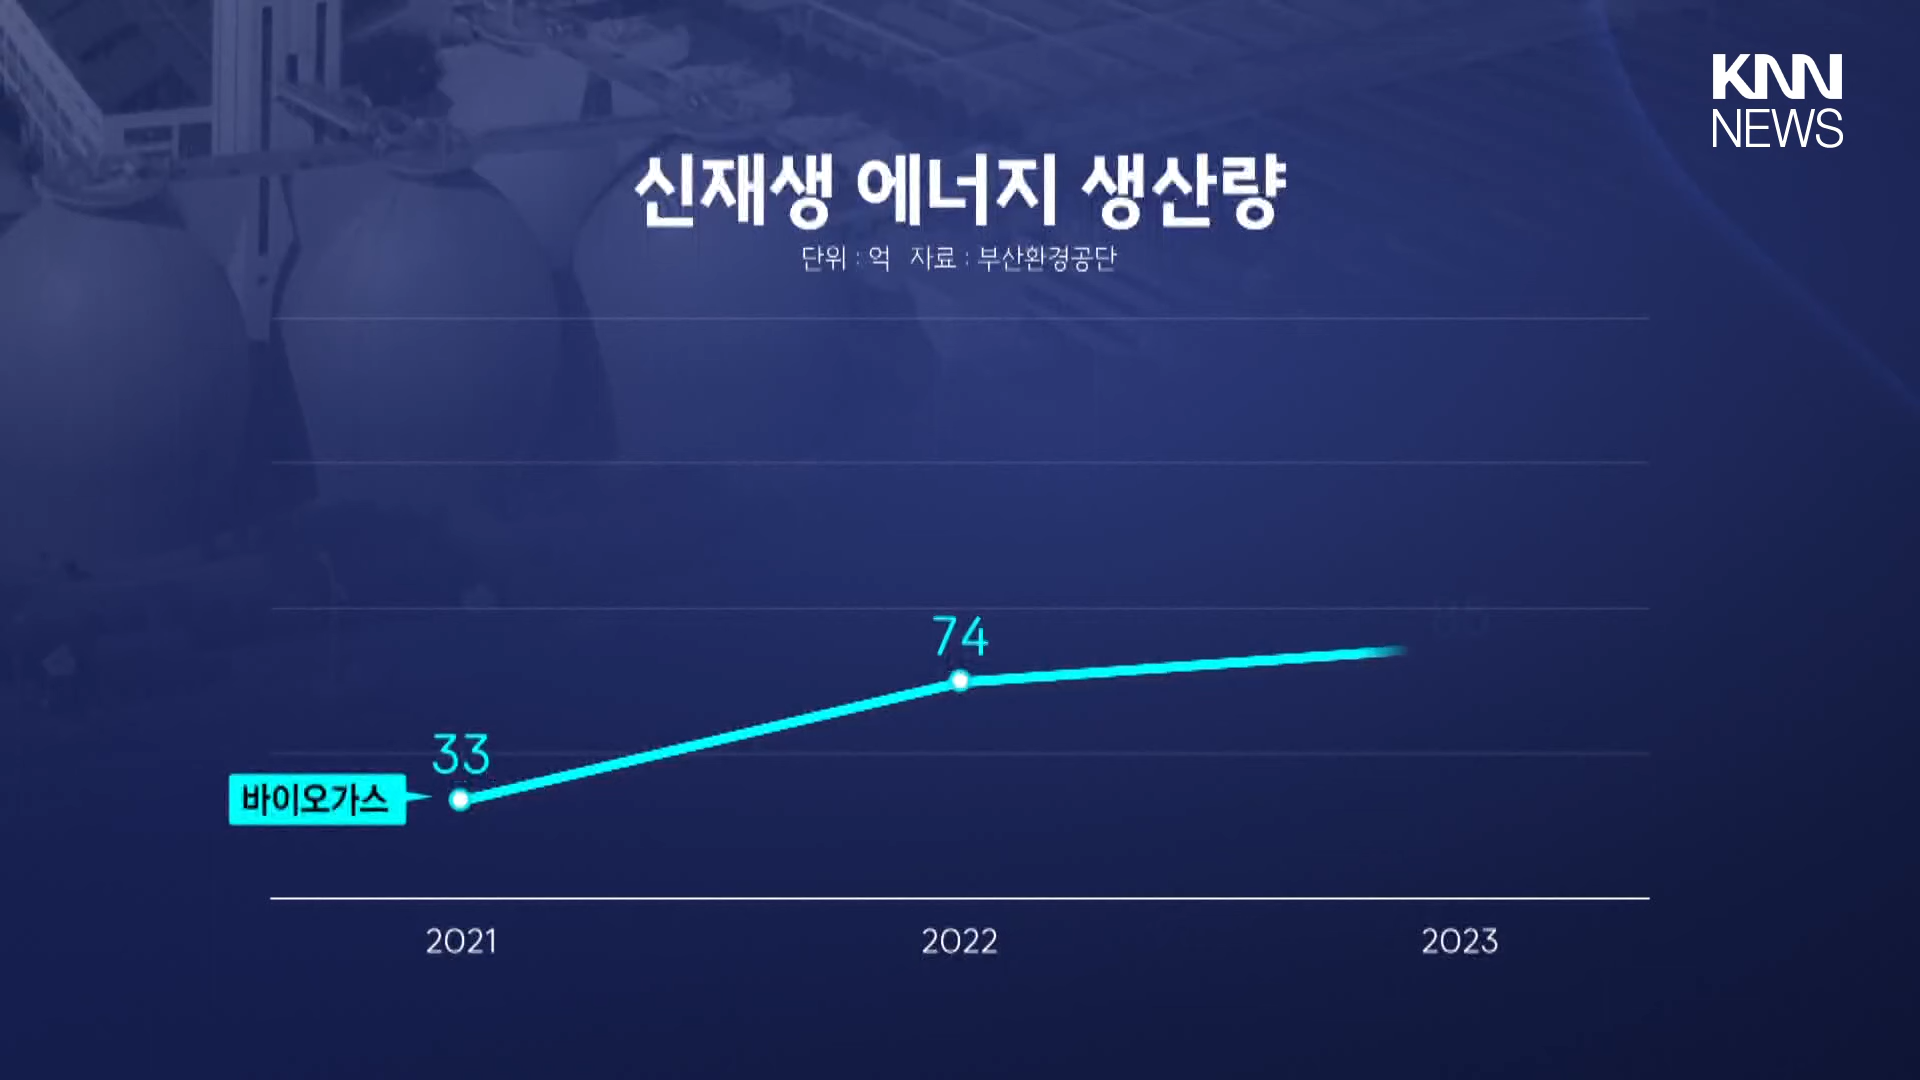 KNN
NEWS
신재생 에너지 생산량
단위 : 억 자료 : 부산환경공단
74
33
바이오가스
2021 2022 2023